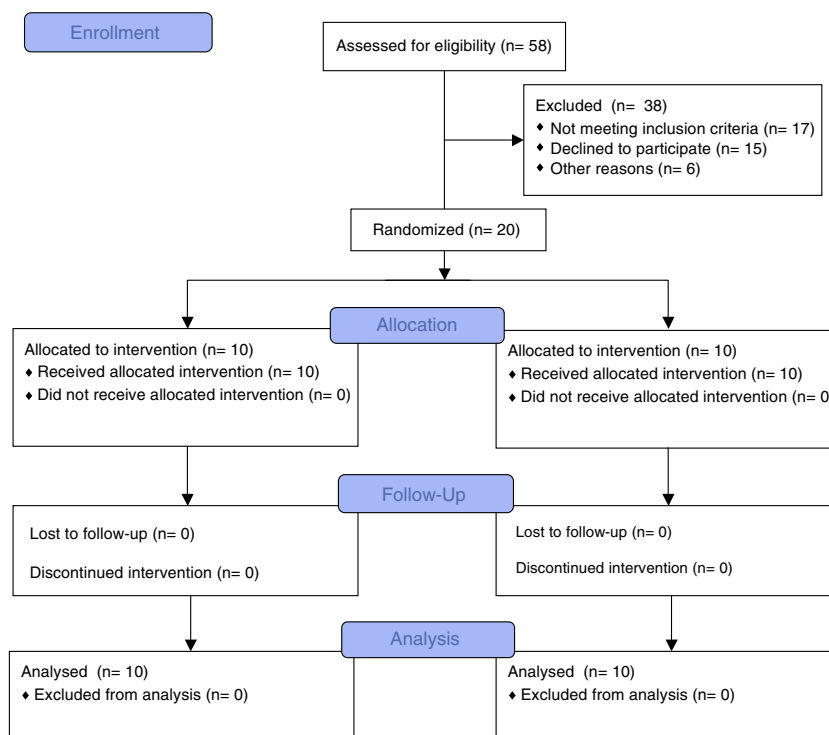 Enrollment
Assessed for eligibility (n= 58)
Excluded (n= 38)
♦ Not meeting inclusion criteria (n= 17)
♦ Declined to participate (n= 15)
♦ Other reasons (n= 6)
Randomized (n= 20)
Allocation
Allocated to intervention (n= 10)
♦ Received allocated intervention (n= 10)
♦ Did not receive allocated intervention (n= 0)
Allocated to intervention (n= 10)
♦ Received allocated intervention (n= 10)
♦ Did not receive allocated intervention (n= 0
Follow-Up
Lost to follow-up (n= 0)
Discontinued intervention (n= 0)
Lost to follow-up (n= 0)
Discontinued intervention (n= 0)
Analysis
Analysed (n= 10)
♦ Excluded from analysis (n= 0)
Analysed (n= 10)
♦ Excluded from analysis (n= 0)